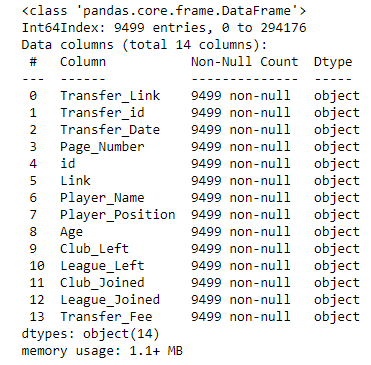 <class 'pandas.core.frame.DataFrame'>
Int64Index: 9499 entries, 0 to 294176
Data columns (total 14 columns):
 #   Column           Non-Null Count  Dtype
---  ------           --------------  -----
 0   Transfer_Link    9499 non-null   object
 1   Transfer_id      9499 non-null   object
 2   Transfer_Date    9499 non-null   object
 3   Page_Number      9499 non-null   object
 4   id               9499 non-null   object
 5   Link             9499 non-null   object
 6   Player_Name      9499 non-null   object
 7   Player_Position  9499 non-null   object
 8   Age              9499 non-null   object
 9   Club_Left        9499 non-null   object
 10  League_Left      9499 non-null   object
 11  Club_Joined      9499 non-null   object
 12  League_Joined    9499 non-null   object
 13  Transfer_Fee     9499 non-null   object
dtypes: object(14)
memory usage: 1.1+ MB